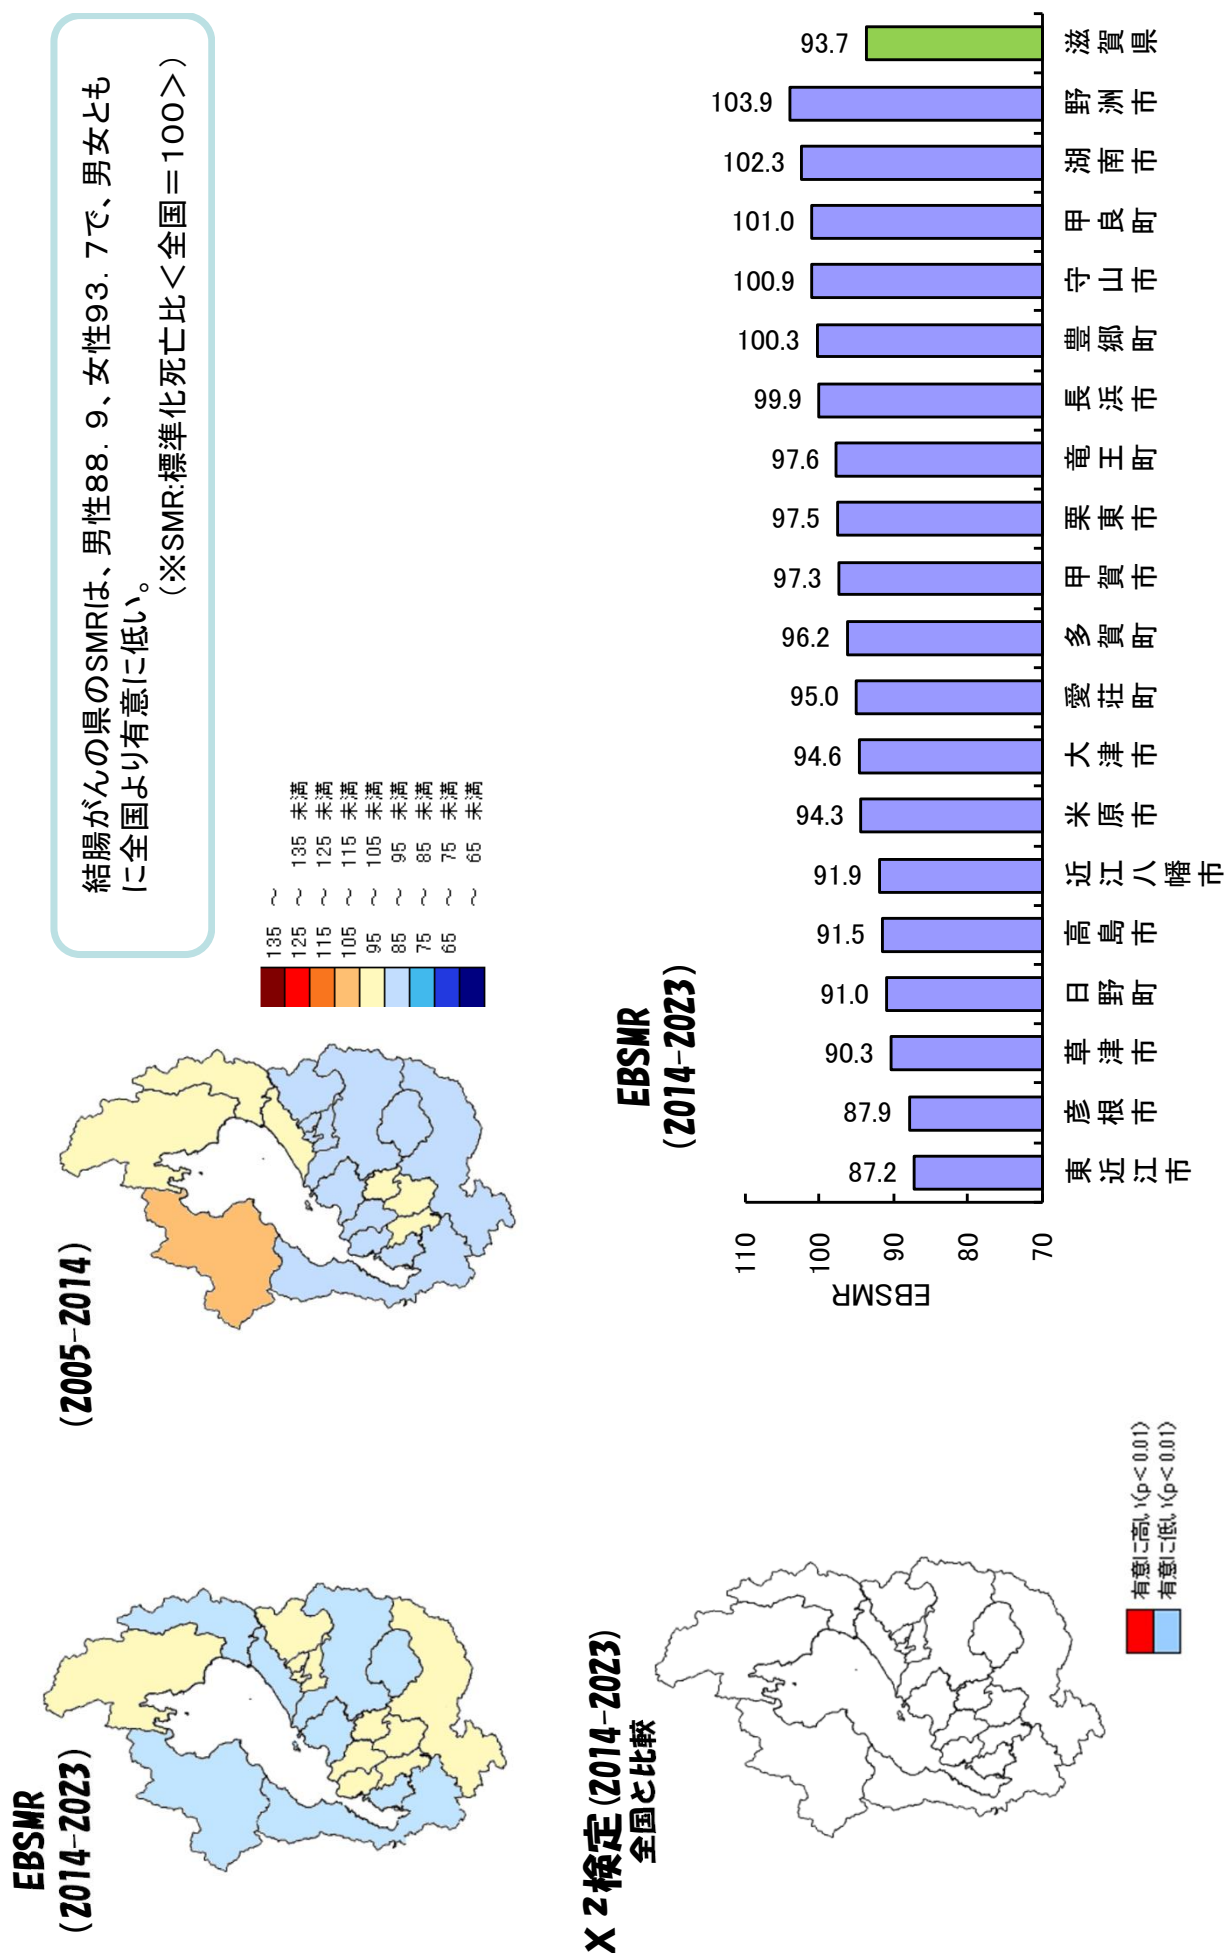 EBSMR
(2014-2023)
(2005-2014)
結腸がんの県のSMRは、男性88．9、女性93．7で、男女とも
に全国より有意に低い。
（※SMR:標準化死亡比＜全国＝100＞）
135 ～
125 ～ 135 未満
115 ～ 125 未満
105 ～ 115 未満
95 ～ 105 未満
85 ～ 95 未満
75 ～ 85 未満
65 ～ 75 未満
～ 65 未満
X²検定(2014-2023)
全国と比較
有意に高い(p<0.01)
有意に低い(p<0.01)
EBSMR
(2014-2023)
EBSMR
110
100
90
80
70
87.2
87.9
90.3
91.0
91.5
91.9
94.3
94.6
95.0
96.2
97.3
97.5
97.6
99.9
100.3
100.9
101.0
102.3
103.9
93.7
東近江市
彦根市
草津市
日野町
高島市
近江八幡市
米原市
大津市
愛荘町
多賀町
甲賀市
栗東市
竜王町
長浜市
豊郷町
守山市
甲良町
湖南市
野洲市
滋賀県